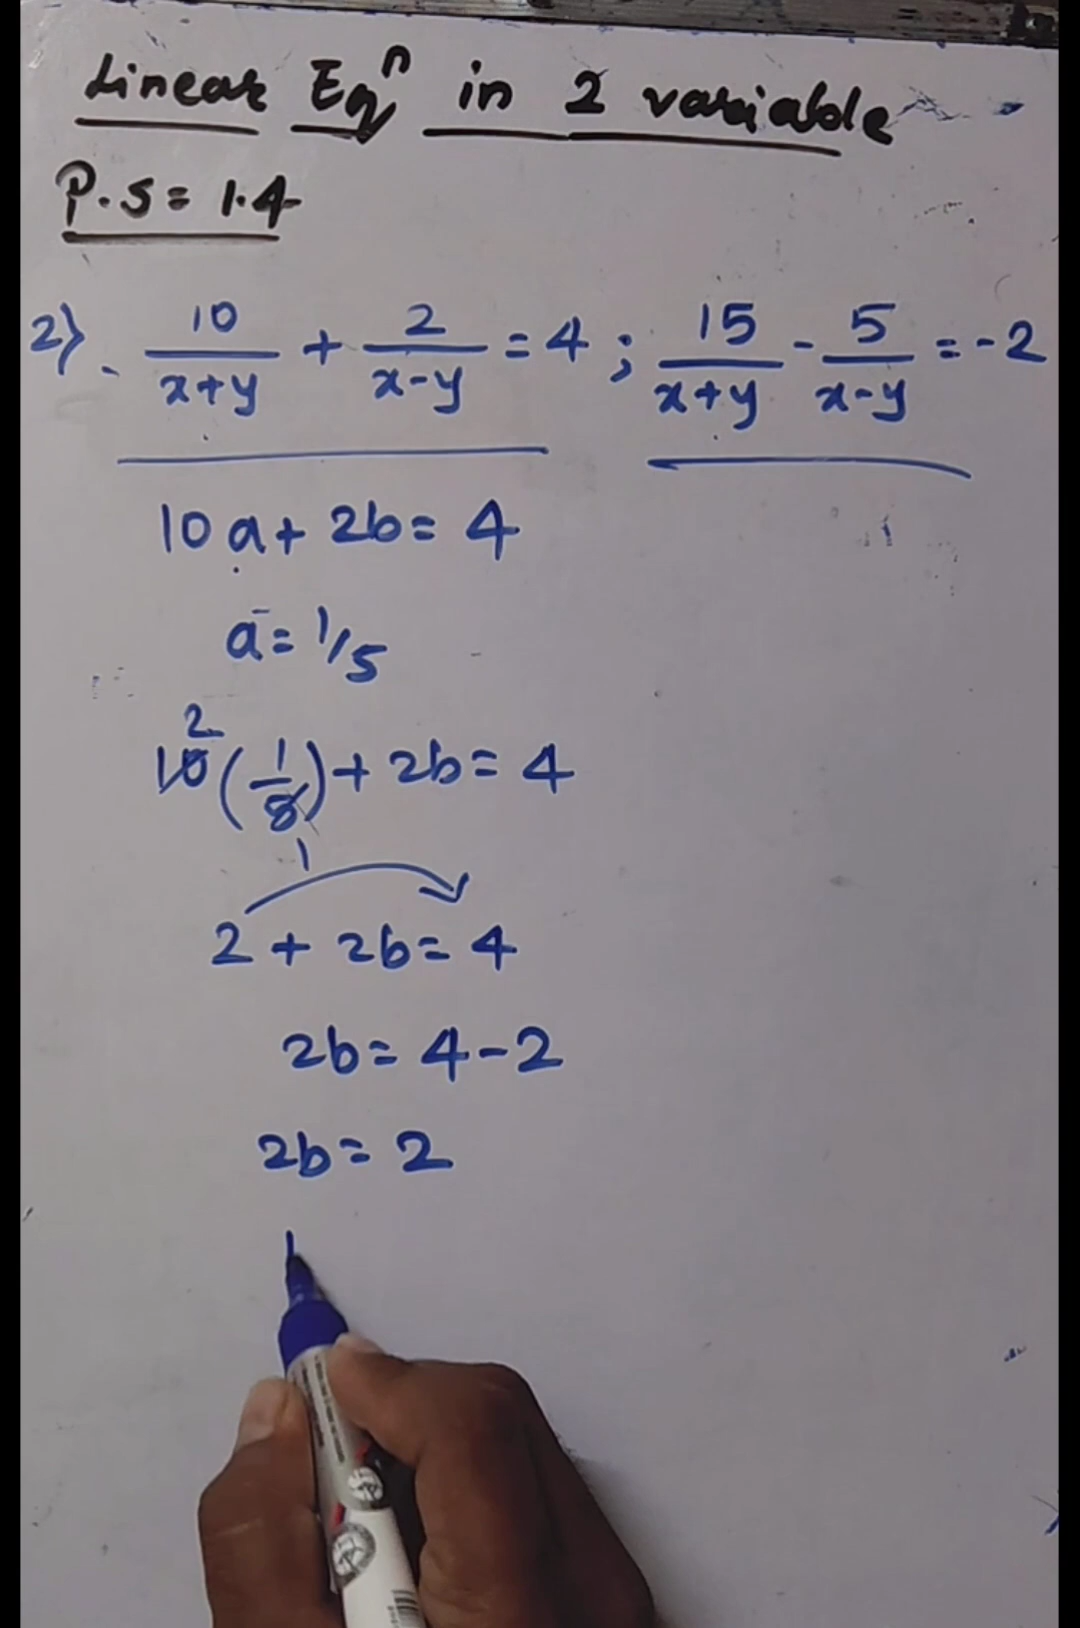 Linear Eqⁿ in 2 variable
P.S = 1.4
2). 10/(x+y) + 2/(x-y) = 4 ; 15/(x+y) - 5/(x-y) = -2
10a + 2b = 4
a = 1/5
10(1/5) + 2b = 4
2 + 2b = 4
2b = 4-2
2b = 2